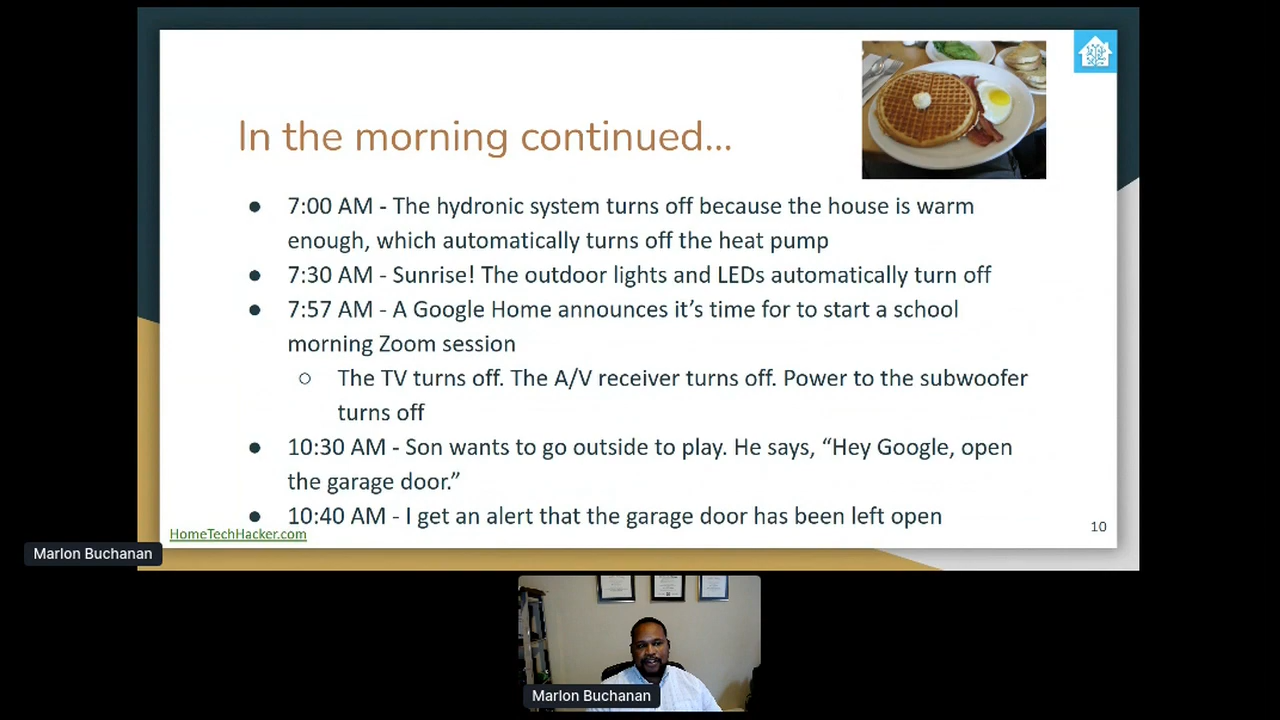 In the morning continued...
● 7:00 AM - The hydronic system turns off because the house is warm
enough, which automatically turns off the heat pump
● 7:30 AM - Sunrise! The outdoor lights and LEDs automatically turn off
● 7:57 AM - A Google Home announces it’s time for to start a school
morning Zoom session
○ The TV turns off. The A/V receiver turns off. Power to the subwoofer
turns off
● 10:30 AM - Son wants to go outside to play. He says, “Hey Google, open
the garage door.”
● 10:40 AM - I get an alert that the garage door has been left open
HomeTechHacker.com
10
Marlon Buchanan
Marlon Buchanan